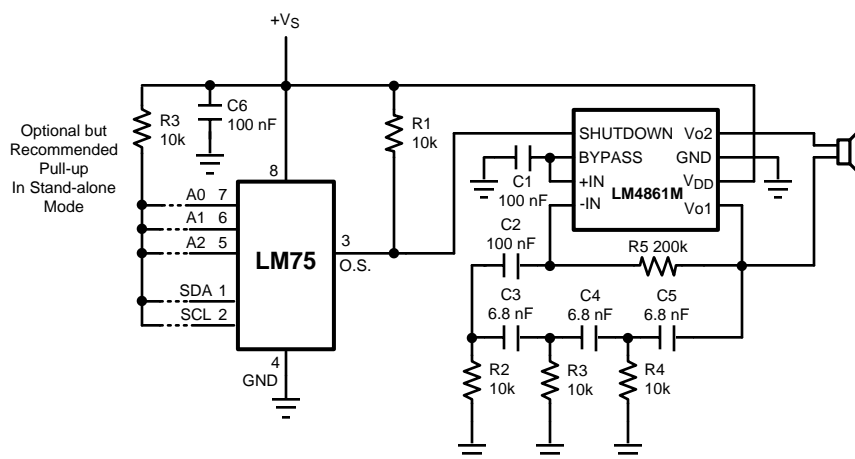 +VS
C6
100 nF
R3
10k
R1
10k
Optional but
Recommended
Pull-up
In Stand-alone
Mode
SHUTDOWN Vo2
BYPASS GND
+IN VDD
-IN Vo1
LM4861M
C1
100 nF
8
A0 7
A1 6
A2 5
LM75
3
O.S.
SDA 1
SCL 2
4
GND
C2
100 nF
R5 200k
C3
6.8 nF
C4
6.8 nF
C5
6.8 nF
R2
10k
R3
10k
R4
10k